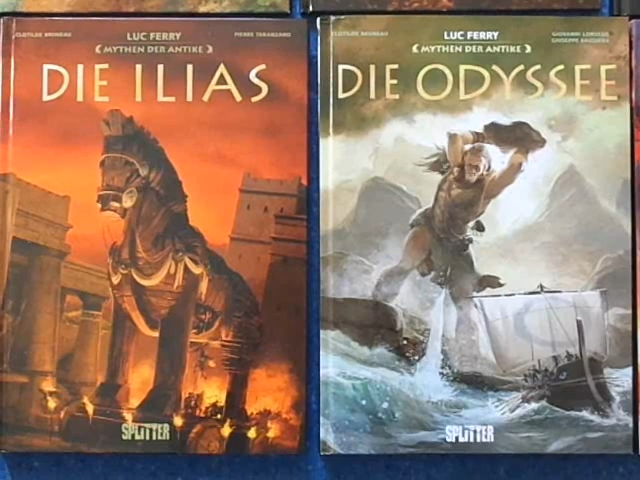 CLOTILDE BRUNEAU
LUC FERRY
PIERRE TARANZANO
MYTHEN DER ANTIKE
DIE ILIAS
SPLITTER
CLOTILDE BRUNEAU
LUC FERRY
GIOVANNI LORUSSO
GIUSEPPE BAIGUERA
MYTHEN DER ANTIKE
DIE ODYSSEE
SPLITTER